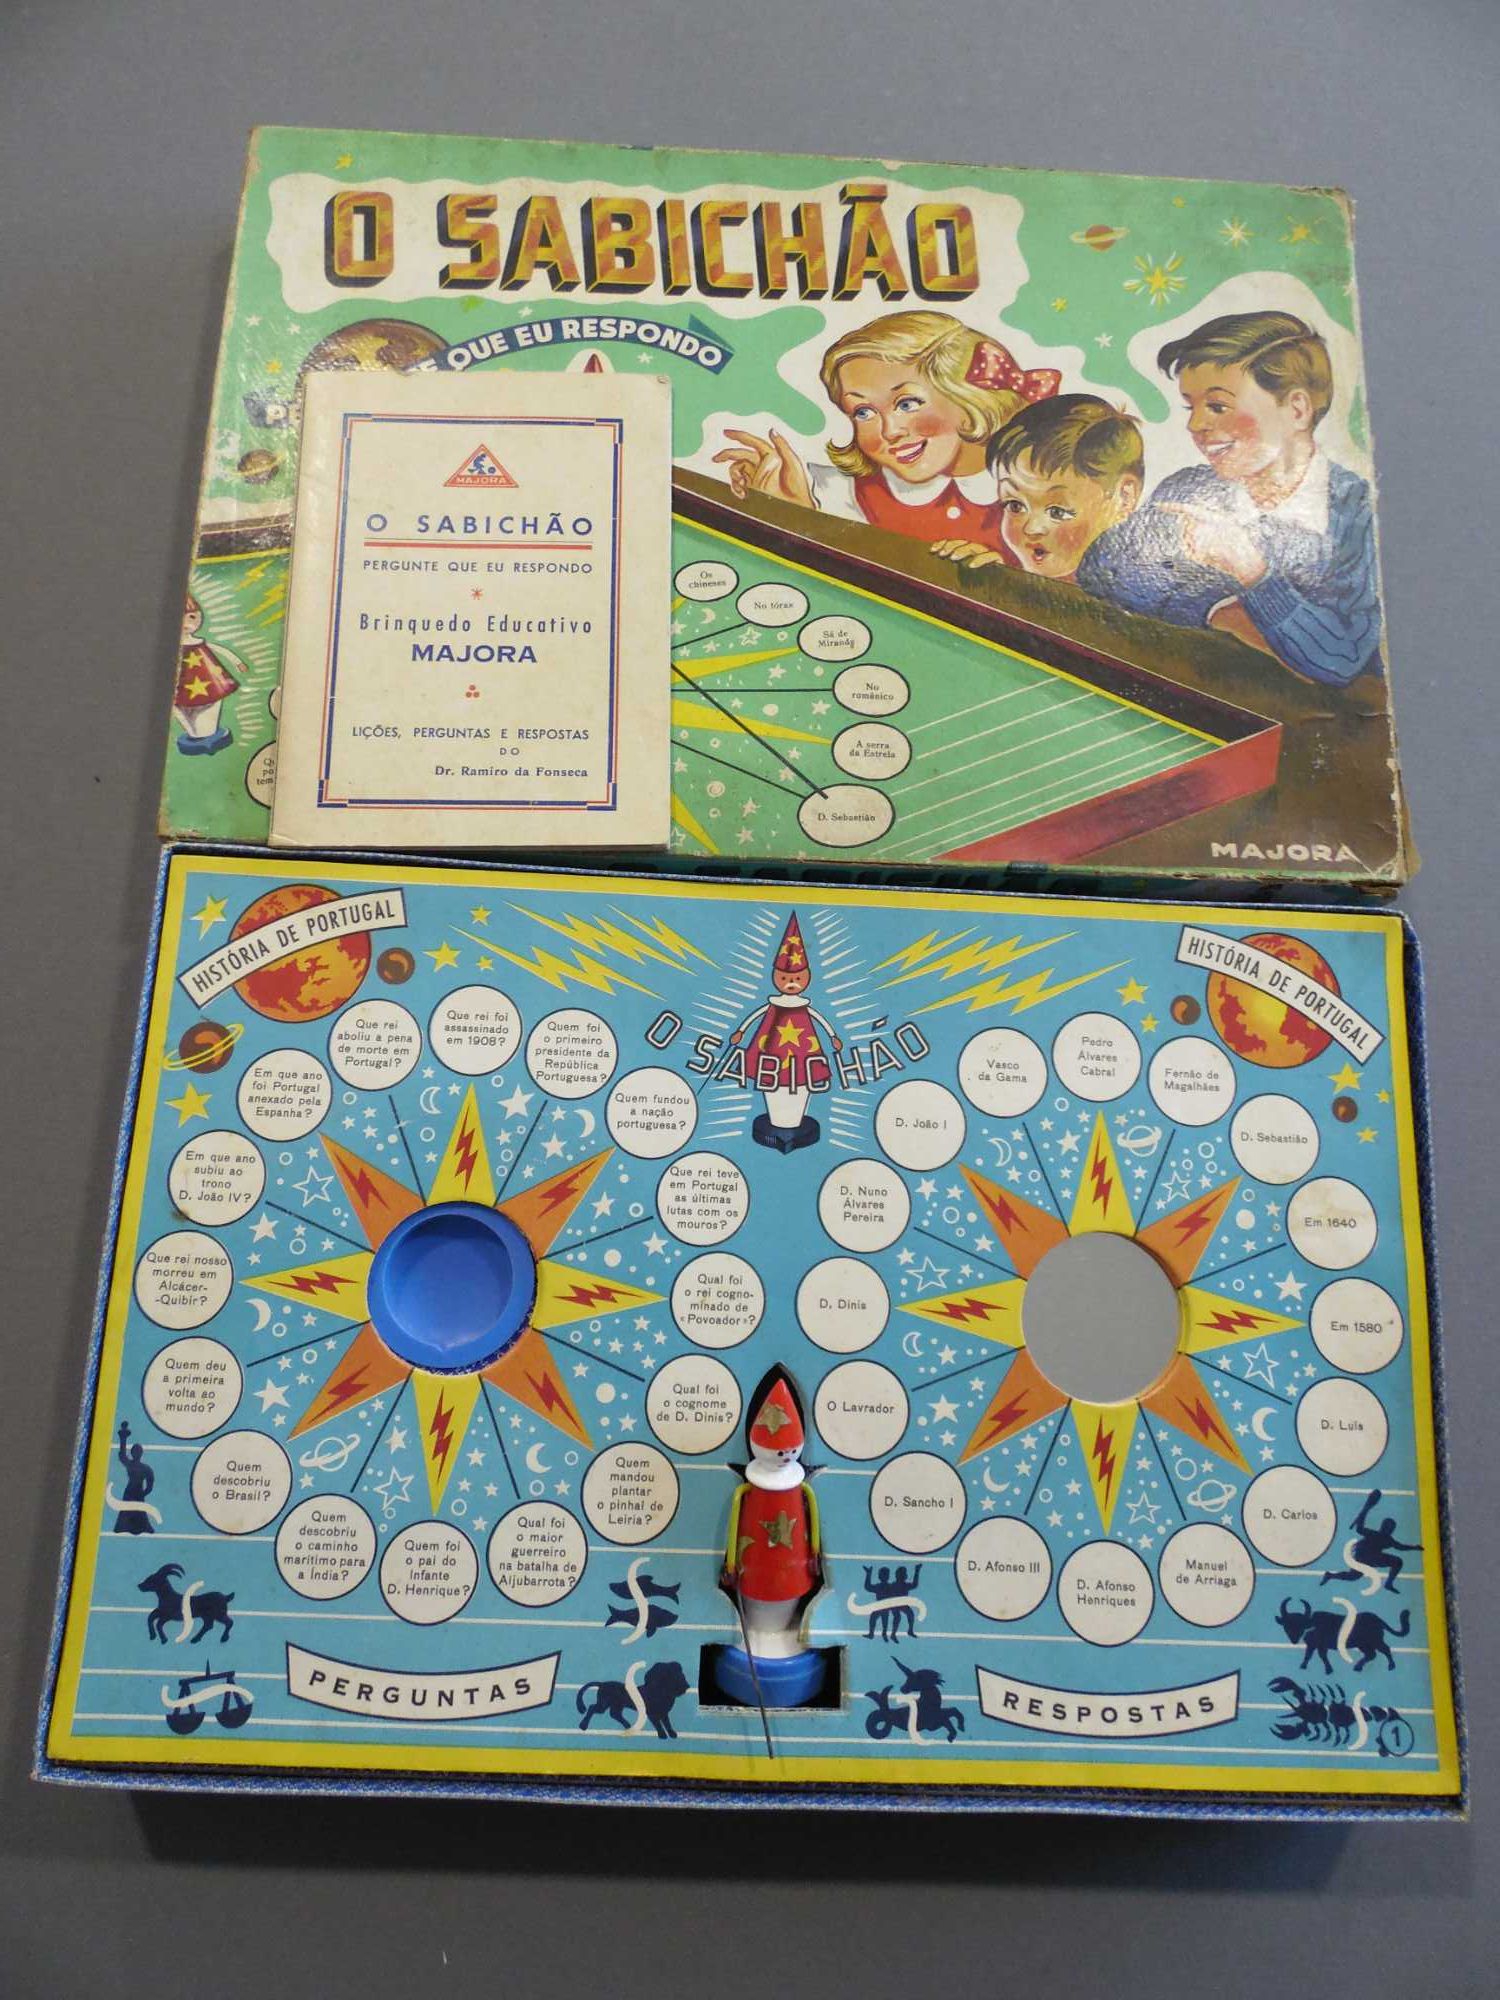 O SABICHÃO
QUE EU RESPONDO
MAJORA
O SABICHÃO
PERGUNTE QUE EU RESPONDO
Brinquedo Educativo
MAJORA
LIÇÕES, PERGUNTAS E RESPOSTAS
DO
Dr. Ramiro da Fonseca
Os
chineses
No tórax
Sá de
Miranda
No
românico
A serra
da Estrela
D. Sebastião
MAJORA
HISTÓRIA DE PORTUGAL
O SABICHÃO
HISTÓRIA DE PORTUGAL
Que rei foi
assassinado
em 1908?
Quem foi
o primeiro
presidente da
República
Portuguesa?
Quem fundou
a nação
portuguesa?
Que rei teve
em Portugal
as últimas
lutas com os
mouros?
Qual foi
o rei cogno-
minado de
«Povoador»?
Qual foi
o cognome
de D. Dinis?
Quem
mandou
plantar
o pinhal de
Leiria?
Qual foi
o maior
guerreiro
na batalha de
Aljubarrota?
Quem foi
o pai do
Infante
D. Henrique?
Quem
descobriu
o caminho
marítimo para
a Índia?
Quem
descobriu
o Brasil?
Quem deu
a primeira
volta ao
mundo?
Que rei nosso
morreu em
Alcácer-
-Quibir?
Em que ano
subiu ao
trono
D. João IV?
Em que ano
foi Portugal
anexado pela
Espanha?
Que rei
aboliu a pena
de morte em
Portugal?
PERGUNTAS
Pedro
Álvares
Cabral
Fernão de
Magalhães
D. Sebastião
Em 1640
Em 1580
D. Luís
D. Carlos
Manuel
de Arriaga
D. Afonso
Henriques
D. Afonso III
D. Sancho I
O Lavrador
D. Dinis
D. Nuno
Álvares
Pereira
D. João I
Vasco
da Gama
RESPOSTAS
1